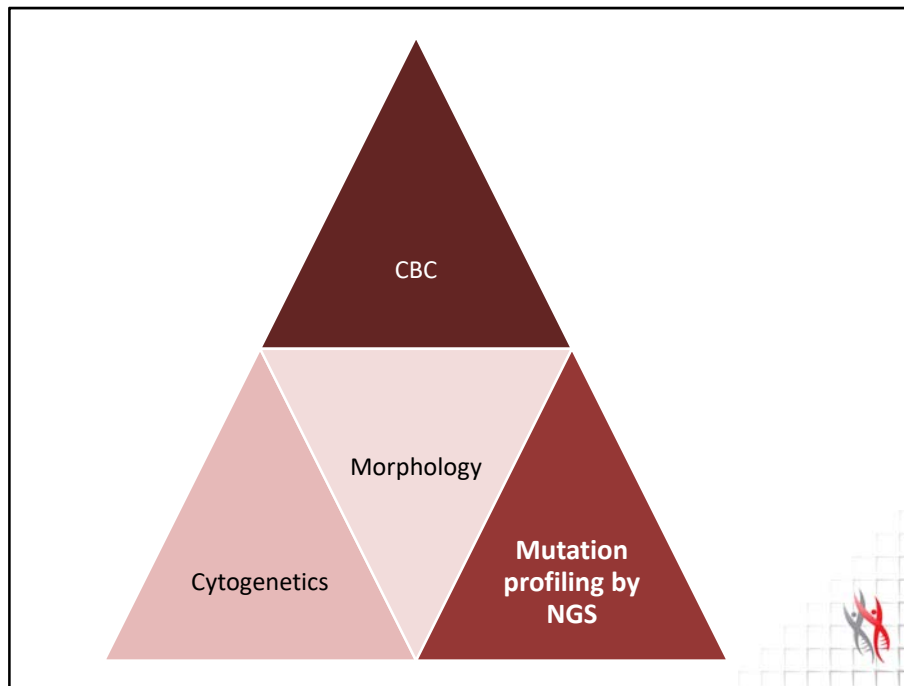 CBC
Morphology
Cytogenetics
Mutation
profiling by
NGS